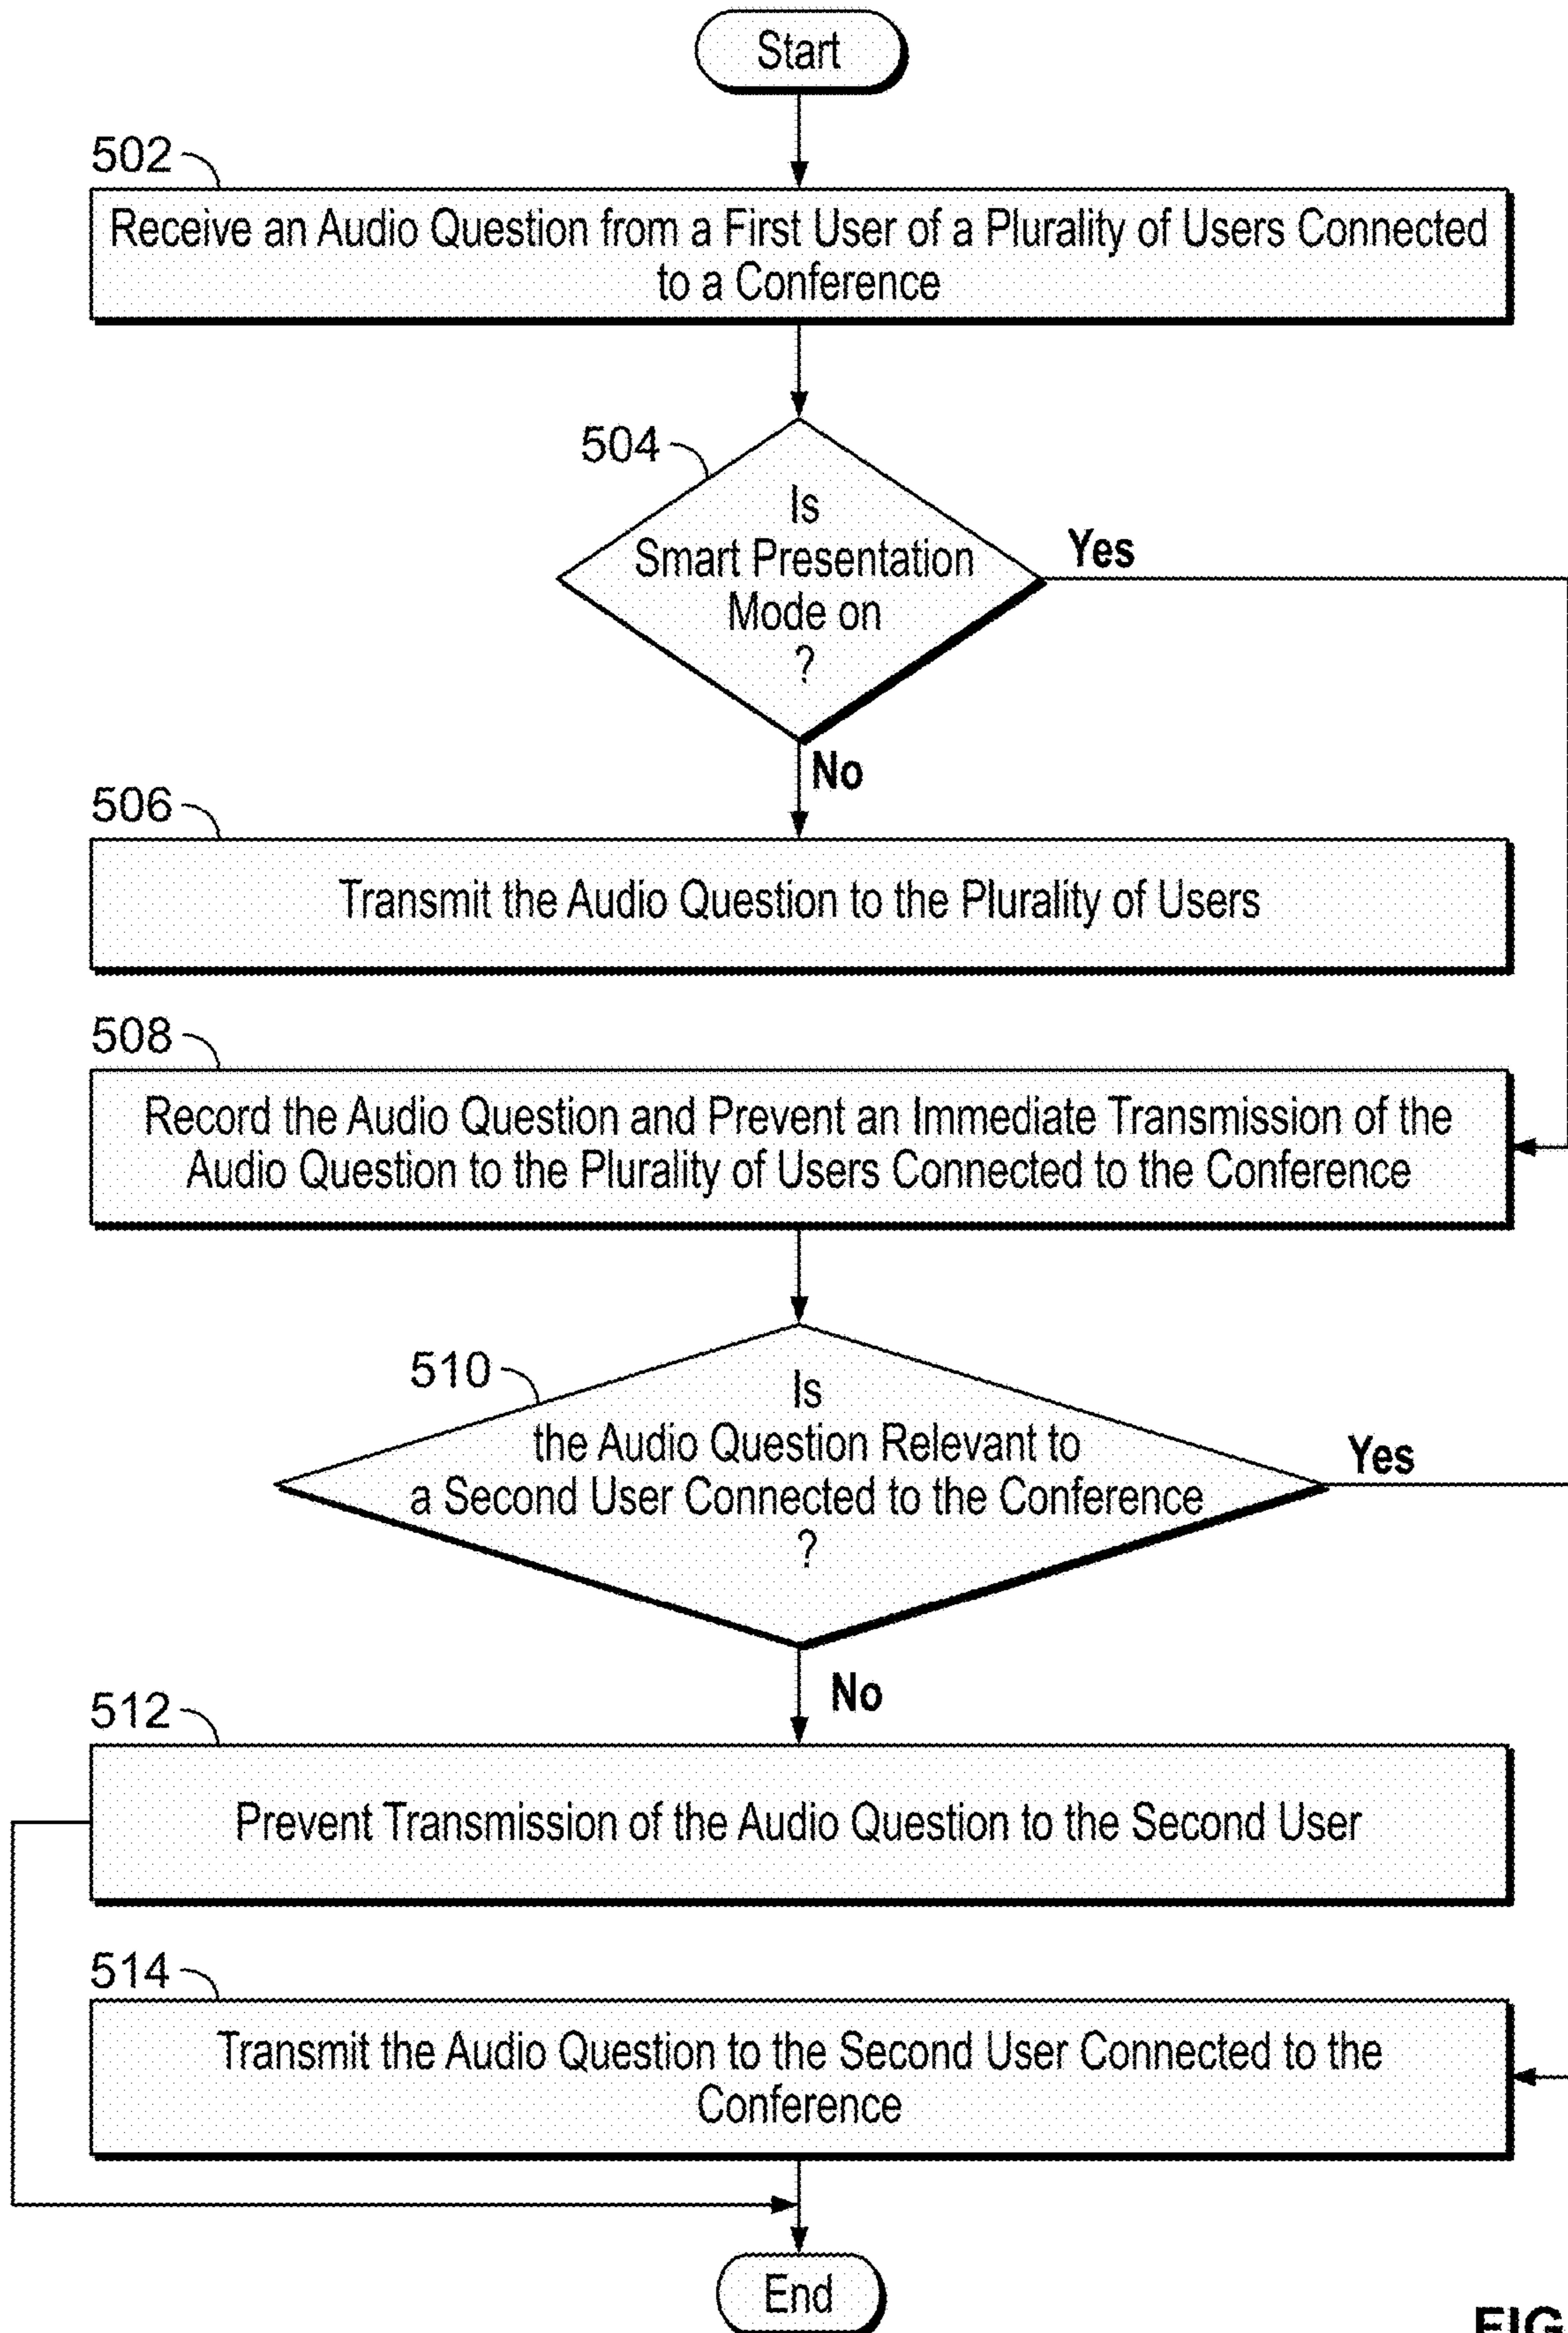 Start
502
Receive an Audio Question from a First User of a Plurality of Users Connected
to a Conference
504
Is
Smart Presentation
Mode on
?
Yes
No
506
Transmit the Audio Question to the Plurality of Users
508
Record the Audio Question and Prevent an Immediate Transmission of the
Audio Question to the Plurality of Users Connected to the Conference
510
Is
the Audio Question Relevant to
a Second User Connected to the Conference
?
Yes
No
512
Prevent Transmission of the Audio Question to the Second User
514
Transmit the Audio Question to the Second User Connected to the
Conference
End
FIG